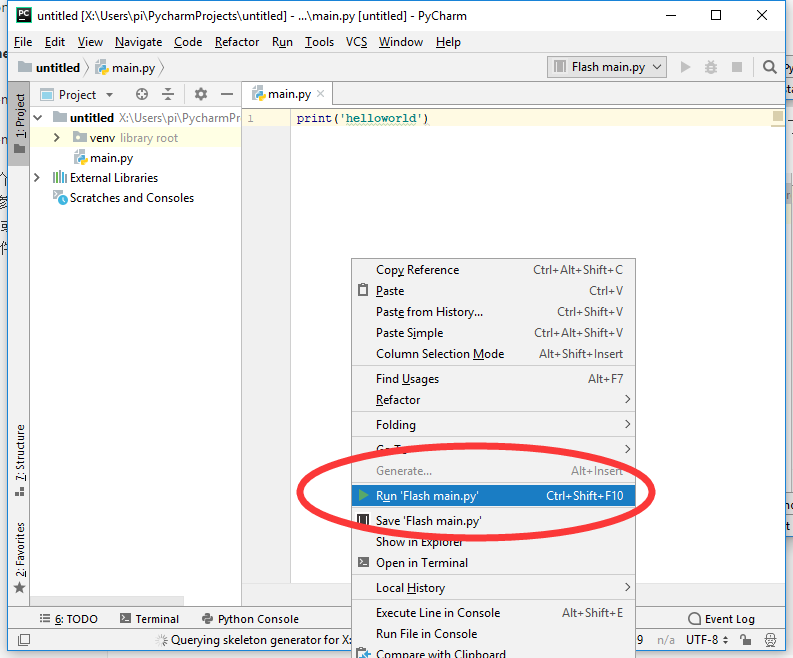 untitled [X:\Users\pi\PycharmProjects\untitled] - ...\main.py [untitled] - PyCharm
File Edit View Navigate Code Refactor Run Tools VCS Window Help
untitled main.py Flash main.py
Project main.py
1: Project
untitled X:\Users\pi\PycharmPr
venv library root
main.py
External Libraries
Scratches and Consoles
1 print('helloworld')
Copy Reference Ctrl+Alt+Shift+C
Paste Ctrl+V
Paste from History... Ctrl+Shift+V
Paste Simple Ctrl+Alt+Shift+V
Column Selection Mode Alt+Shift+Insert
Find Usages Alt+F7
Refactor
Folding
Go To
Generate... Alt+Insert
Run 'Flash main.py' Ctrl+Shift+F10
Save 'Flash main.py'
Show in Explorer
Open in Terminal
Local History
Execute Line in Console Alt+Shift+E
Run File in Console
Compare with Clipboard
7: Structure
2: Favorites
6: TODO Terminal Python Console Event Log
Querying skeleton generator for X: 9 n/a UTF-8